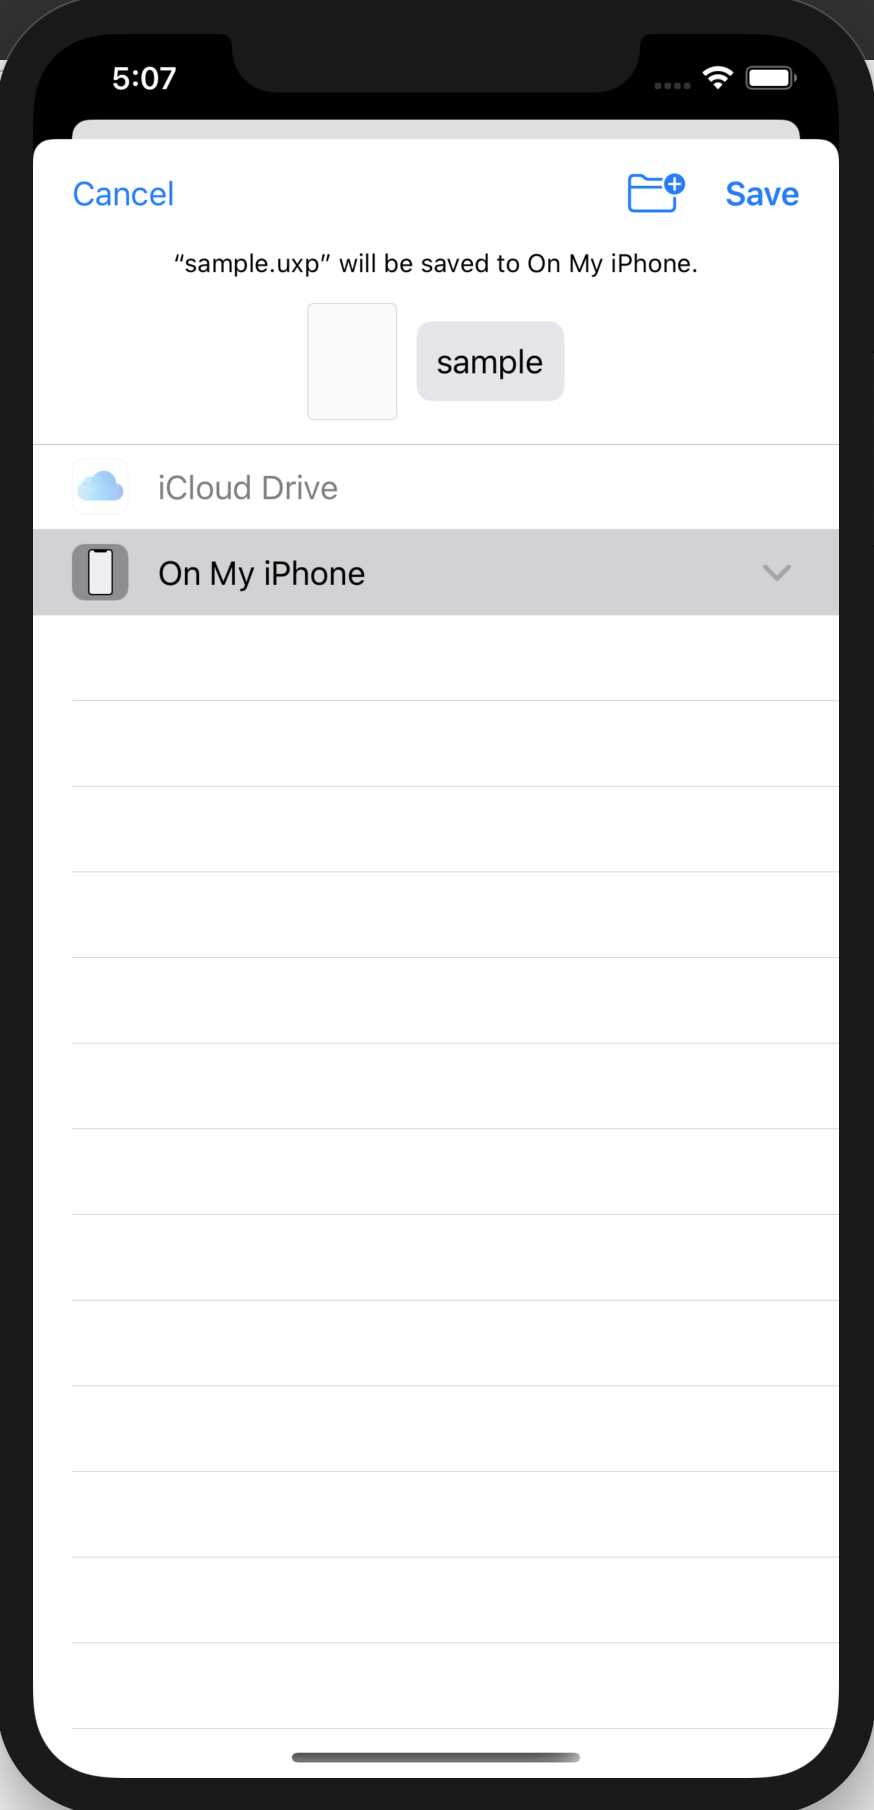 5:07
Cancel
Save
“sample.uxp” will be saved to On My iPhone.
sample
iCloud Drive
On My iPhone